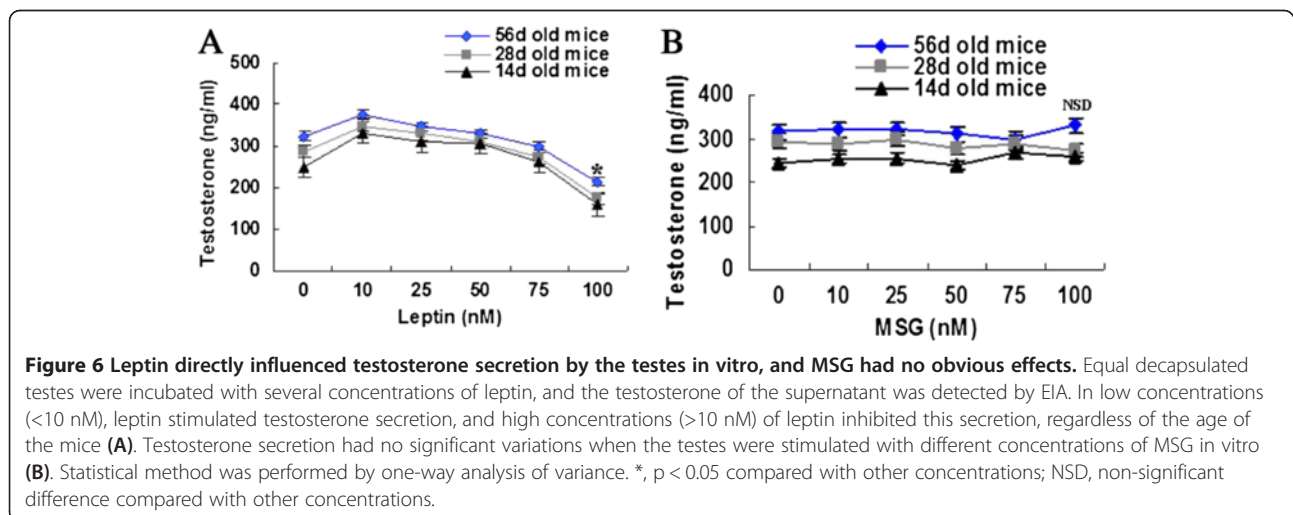 A
56d old mice
28d old mice
14d old mice
Testosterone (ng/ml)
500
400
300
200
100
0
*
0 10 25 50 75 100
Leptin (nM)
B
56d old mice
28d old mice
14d old mice
Testosterone (ng/ml)
400
300
200
100
0
NSD
0 10 25 50 75 100
MSG (nM)
Figure 6 Leptin directly influenced testosterone secretion by the testes in vitro, and MSG had no obvious effects. Equal decapsulated
testes were incubated with several concentrations of leptin, and the testosterone of the supernatant was detected by EIA. In low concentrations
(<10 nM), leptin stimulated testosterone secretion, and high concentrations (>10 nM) of leptin inhibited this secretion, regardless of the age of
the mice (A). Testosterone secretion had no significant variations when the testes were stimulated with different concentrations of MSG in vitro
(B). Statistical method was performed by one-way analysis of variance. *, p < 0.05 compared with other concentrations; NSD, non-significant
difference compared with other concentrations.